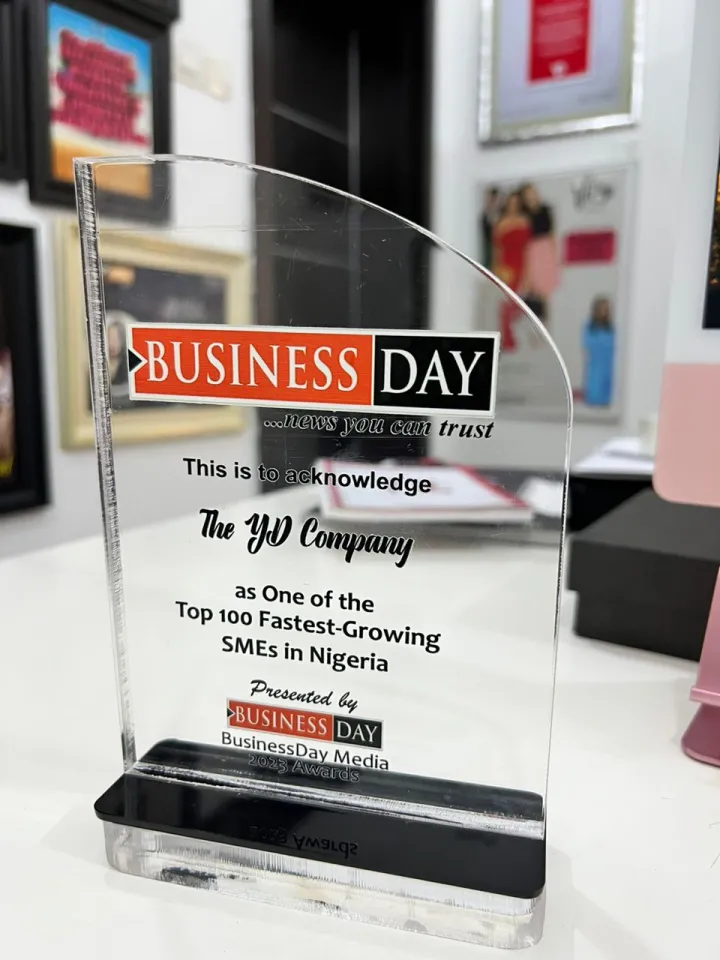 BUSINESS DAY
...news you can trust
This is to acknowledge
The YD Company
as One of the
Top 100 Fastest-Growing
SMEs in Nigeria
Presented by
BUSINESS DAY
BusinessDay Media
2023 Awards